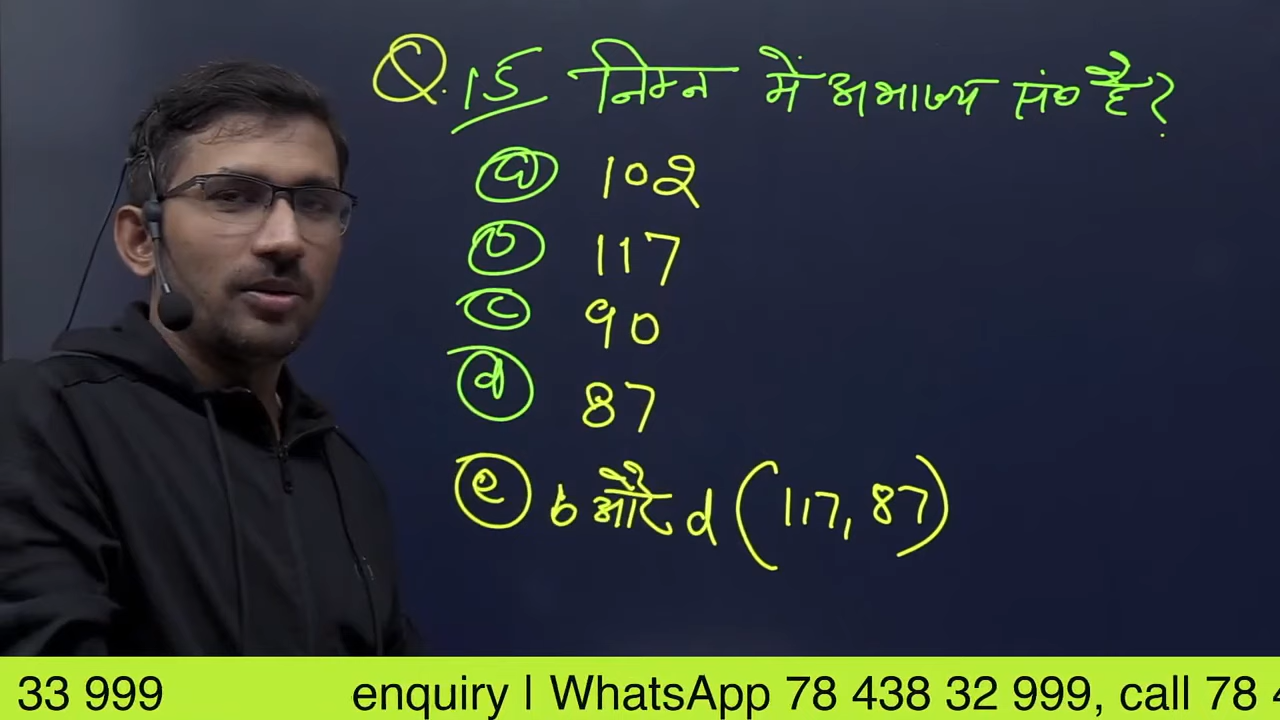 Q.15 निम्न में अभाज्य सं० है?
(a) 102
(b) 117
(c) 90
(d) 87
(e) b और d (117, 87)
33 999 enquiry | WhatsApp 78 438 32 999, call 78 4